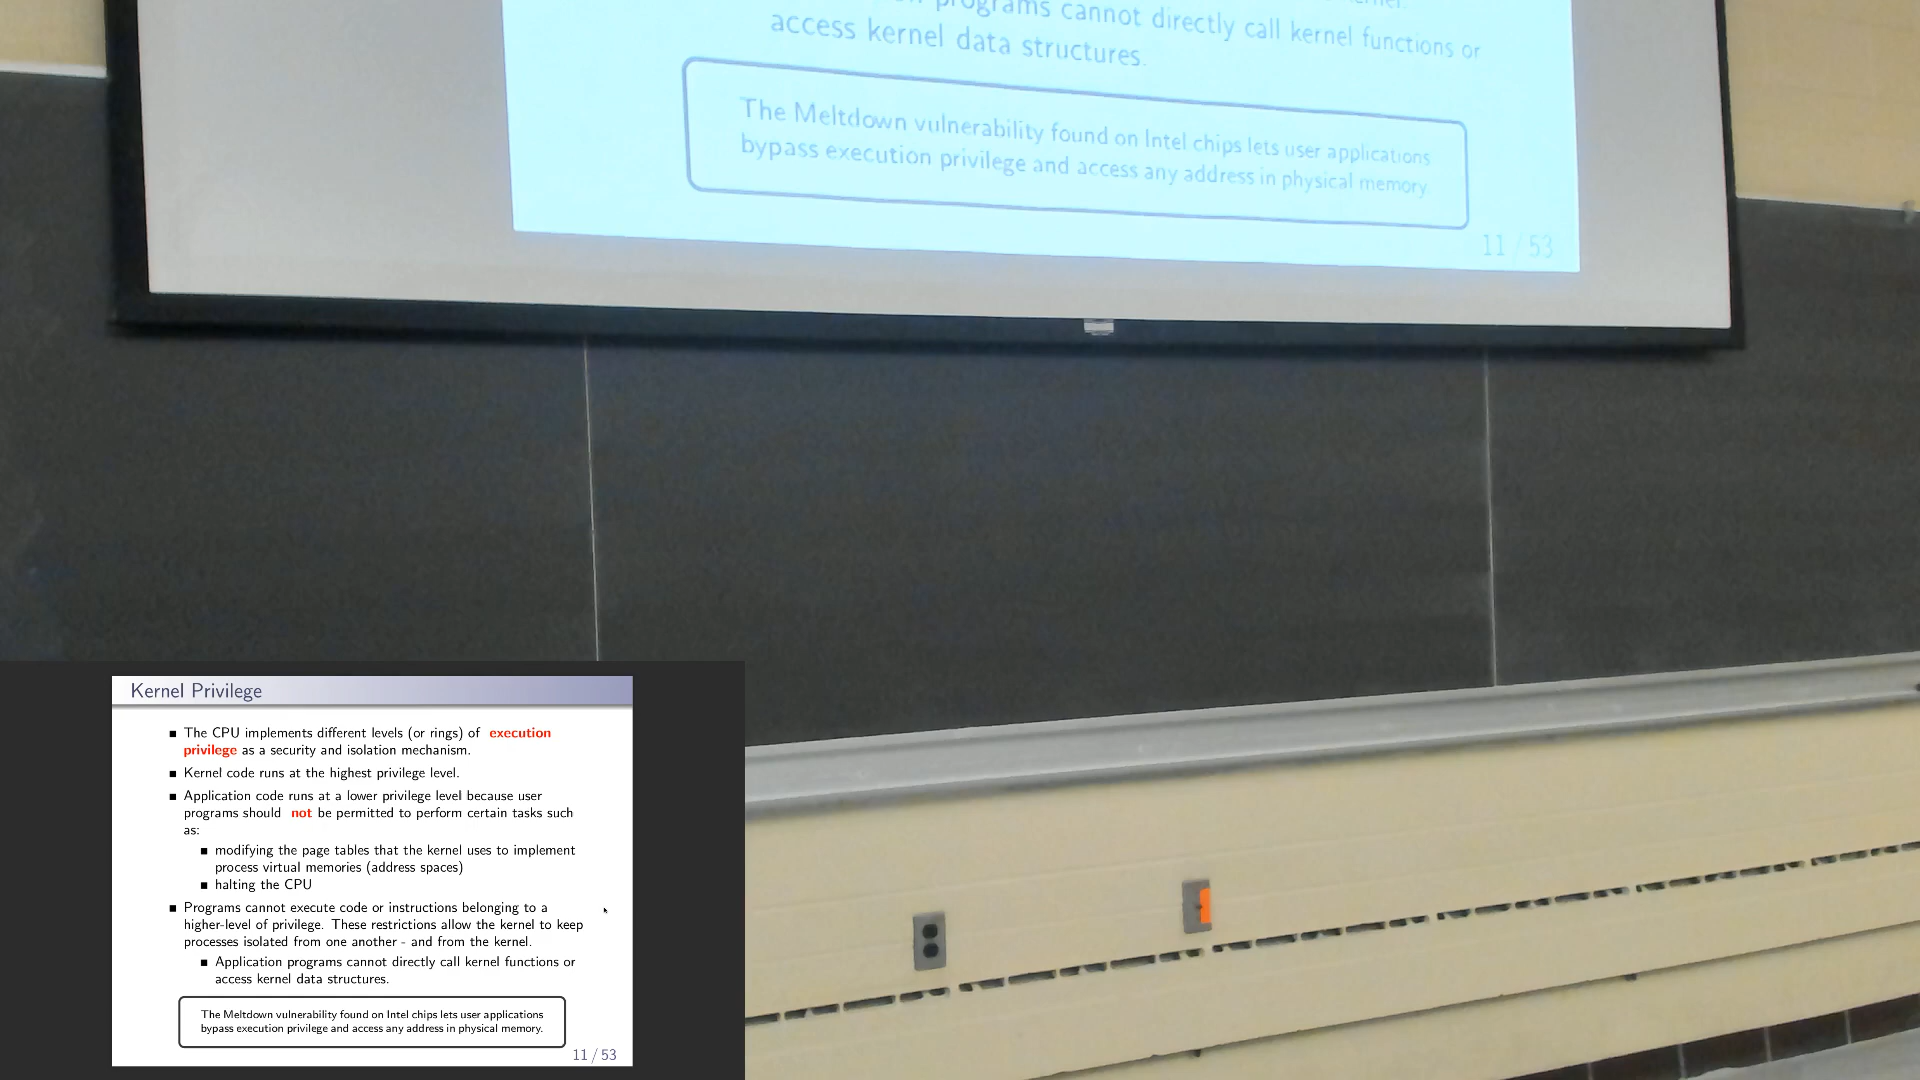 programs cannot directly call kernel functions or
access kernel data structures.
The Meltdown vulnerability found on Intel chips lets user applications
bypass execution privilege and access any address in physical memory.
11 / 53
Kernel Privilege
■ The CPU implements different levels (or rings) of execution
privilege as a security and isolation mechanism.
■ Kernel code runs at the highest privilege level.
■ Application code runs at a lower privilege level because user
programs should not be permitted to perform certain tasks such
as:
■ modifying the page tables that the kernel uses to implement
process virtual memories (address spaces)
■ halting the CPU
■ Programs cannot execute code or instructions belonging to a
higher-level of privilege. These restrictions allow the kernel to keep
processes isolated from one another - and from the kernel.
■ Application programs cannot directly call kernel functions or
access kernel data structures.
The Meltdown vulnerability found on Intel chips lets user applications
bypass execution privilege and access any address in physical memory.
11 / 53